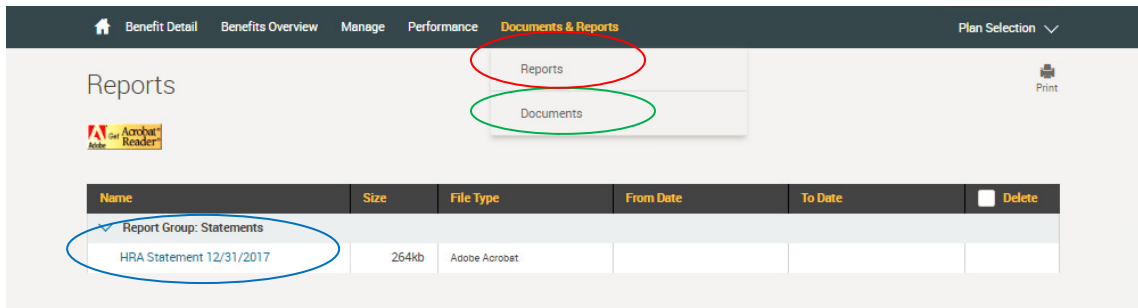 Benefit Detail Benefits Overview Manage Performance Documents & Reports Plan Selection
Reports
Documents
Reports
Print
Adobe Get Acrobat® Reader®
Name Size File Type From Date To Date Delete
Report Group: Statements
HRA Statement 12/31/2017 264kb Adobe Acrobat